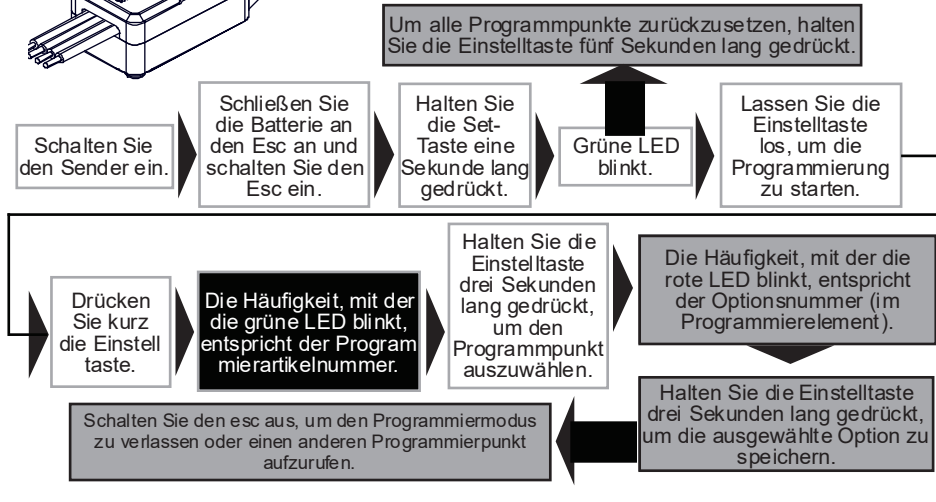 Um alle Programmpunkte zurückzusetzen, halten
Sie die Einstelltaste fünf Sekunden lang gedrückt.
Schalten Sie
den Sender ein.
Schließen Sie
die Batterie an
den Esc an und
schalten Sie den
Esc ein.
Halten Sie
die Set-
Taste eine
Sekunde lang
gedrückt.
Grüne LED
blinkt.
Lassen Sie die
Einstelltaste
los, um die
Programmierung
zu starten.
Drücken
Sie kurz
die Einstell
taste.
Die Häufigkeit, mit der
die grüne LED blinkt,
entspricht der Program
mierartikelnummer.
Halten Sie die
Einstelltaste
drei Sekunden
lang gedrückt,
um den
Programmpunkt
auszuwählen.
Die Häufigkeit, mit der die
rote LED blinkt, entspricht
der Optionsnummer (im
Programmierelement).
Halten Sie die Einstelltaste
drei Sekunden lang gedrückt,
um die ausgewählte Option zu
speichern.
Schalten Sie den esc aus, um den Programmiermodus
zu verlassen oder einen anderen Programmierpunkt
aufzurufen.